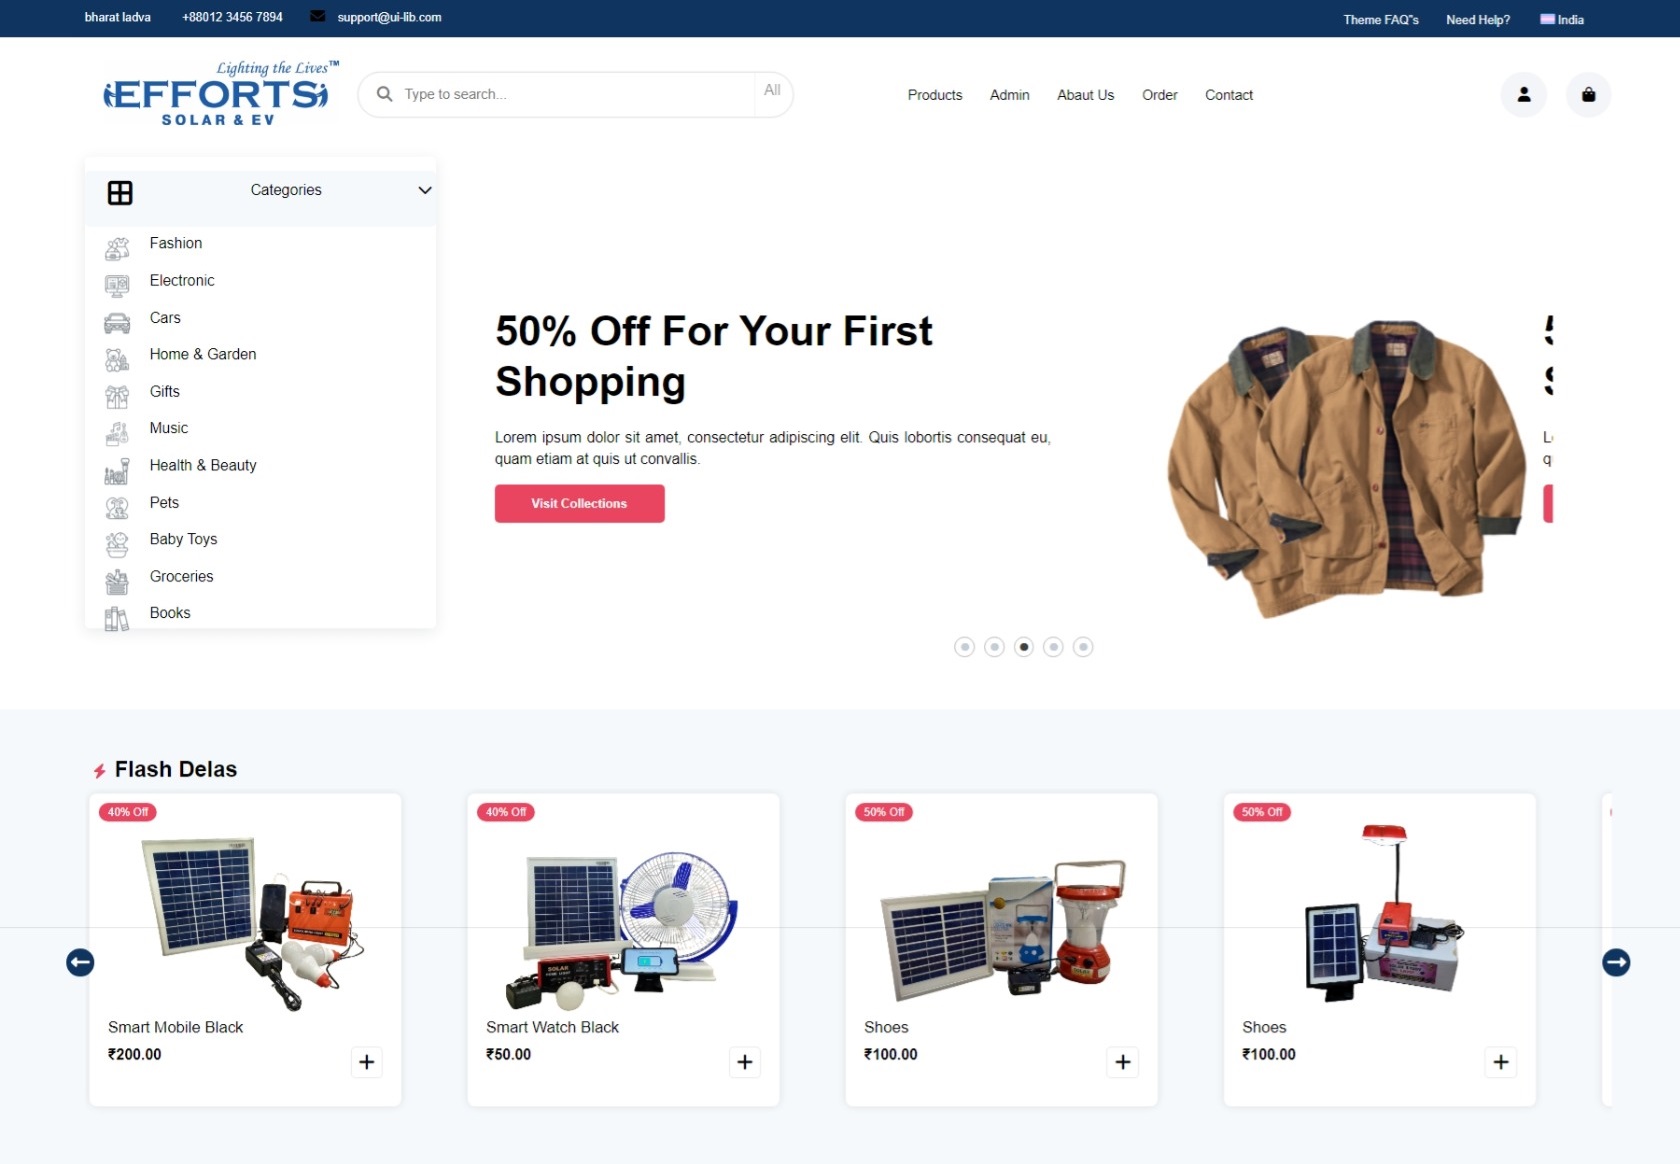 bharat ladva +88012 3456 7894 support@ui-lib.com Theme FAQ"s Need Help? India
Lighting the Lives™
EFFORTS
SOLAR & EV
Type to search... All
Products Admin Abaut Us Order Contact
Categories
Fashion
Electronic
Cars
Home & Garden
Gifts
Music
Health & Beauty
Pets
Baby Toys
Groceries
Books
50% Off For Your First
Shopping
Lorem ipsum dolor sit amet, consectetur adipiscing elit. Quis lobortis consequat eu,
quam etiam at quis ut convallis.
Visit Collections
Flash Delas
40% Off
Smart Mobile Black
₹200.00
40% Off
SOLAR
Smart Watch Black
₹50.00
50% Off
Shoes
₹100.00
50% Off
Shoes
₹100.00